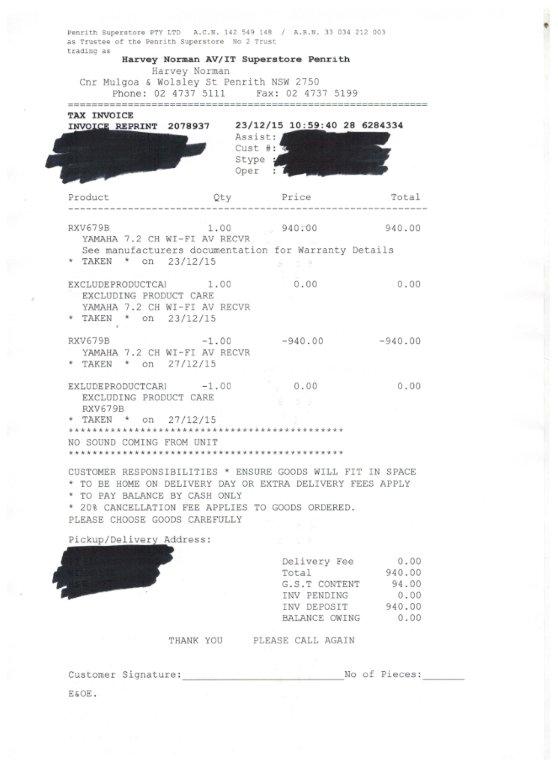 Penrith Superstore PTY LTD A.C.N. 142 549 148 / A.R.N. 33 034 212 003
as Trustee of the Penrith Superstore No 2 Trust
trading as
Harvey Norman AV/IT Superstore Penrith
Harvey Norman
Cnr Mulgoa & Wolsley St Penrith NSW 2750
Phone: 02 4737 5111 Fax: 02 4737 5199
TAX INVOICE
INVOICE REPRINT 2078937 23/12/15 10:59:40 28 6284334
Assist:
Cust #:
Stype :
Oper :
Product Qty Price Total
RXV679B 1.00 940.00 940.00
YAMAHA 7.2 CH WI-FI AV RECVR
See manufacturers documentation for Warranty Details
* TAKEN * on 23/12/15
EXCLUDEPRODUCTCA) 1.00 0.00 0.00
EXCLUDING PRODUCT CARE
YAMAHA 7.2 CH WI-FI AV RECVR
* TAKEN * on 23/12/15
RXV679B -1.00 -940.00 -940.00
YAMAHA 7.2 CH WI-FI AV RECVR
* TAKEN * on 27/12/15
EXLUDEPRODUCTCAR) -1.00 0.00 0.00
EXCLUDING PRODUCT CARE
RXV679B
* TAKEN * on 27/12/15
**********************************************
NO SOUND COMING FROM UNIT
**********************************************
CUSTOMER RESPONSIBILITIES * ENSURE GOODS WILL FIT IN SPACE
* TO BE HOME ON DELIVERY DAY OR EXTRA DELIVERY FEES APPLY
* TO PAY BALANCE BY CASH ONLY
* 20% CANCELLATION FEE APPLIES TO GOODS ORDERED.
PLEASE CHOOSE GOODS CAREFULLY
Pickup/Delivery Address:
Delivery Fee 0.00
Total 940.00
G.S.T CONTENT 94.00
INV PENDING 0.00
INV DEPOSIT 940.00
BALANCE OWING 0.00
THANK YOU PLEASE CALL AGAIN
Customer Signature: No of Pieces:
E&OE.